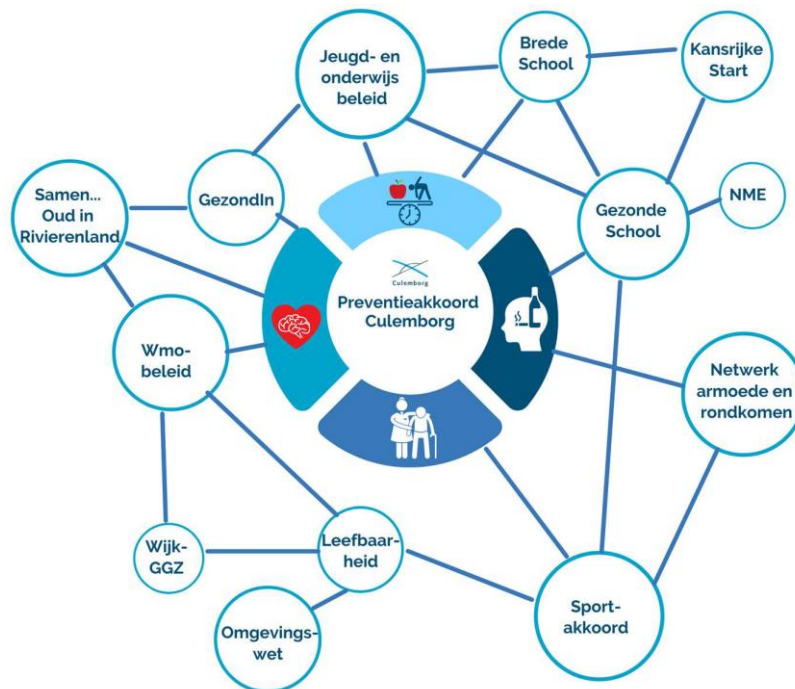 Jeugd- en
onderwijs
beleid
Brede
School
Kansrijke
Start
Samen...
Oud in
Rivierenland
GezondIn
Gezonde
School
NME
Culemborg
Preventieakkoord
Culemborg
Wmo-
beleid
Netwerk
armoede en
rondkomen
Wijk-
GGZ
Leefbaar-
heid
Omgevings-
wet
Sport-
akkoord